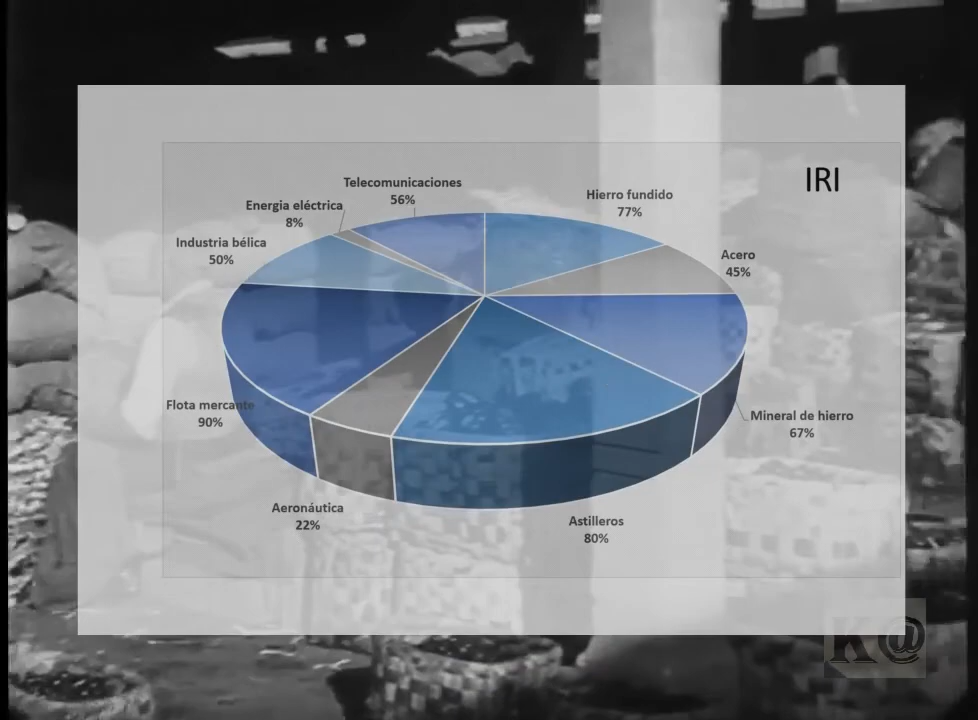 IRI
Telecomunicaciones
56%
Hierro fundido
77%
Energia eléctrica
8%
Industria bélica
50%
Acero
45%
Flota mercante
90%
Mineral de hierro
67%
Aeronáutica
22%
Astilleros
80%
K@